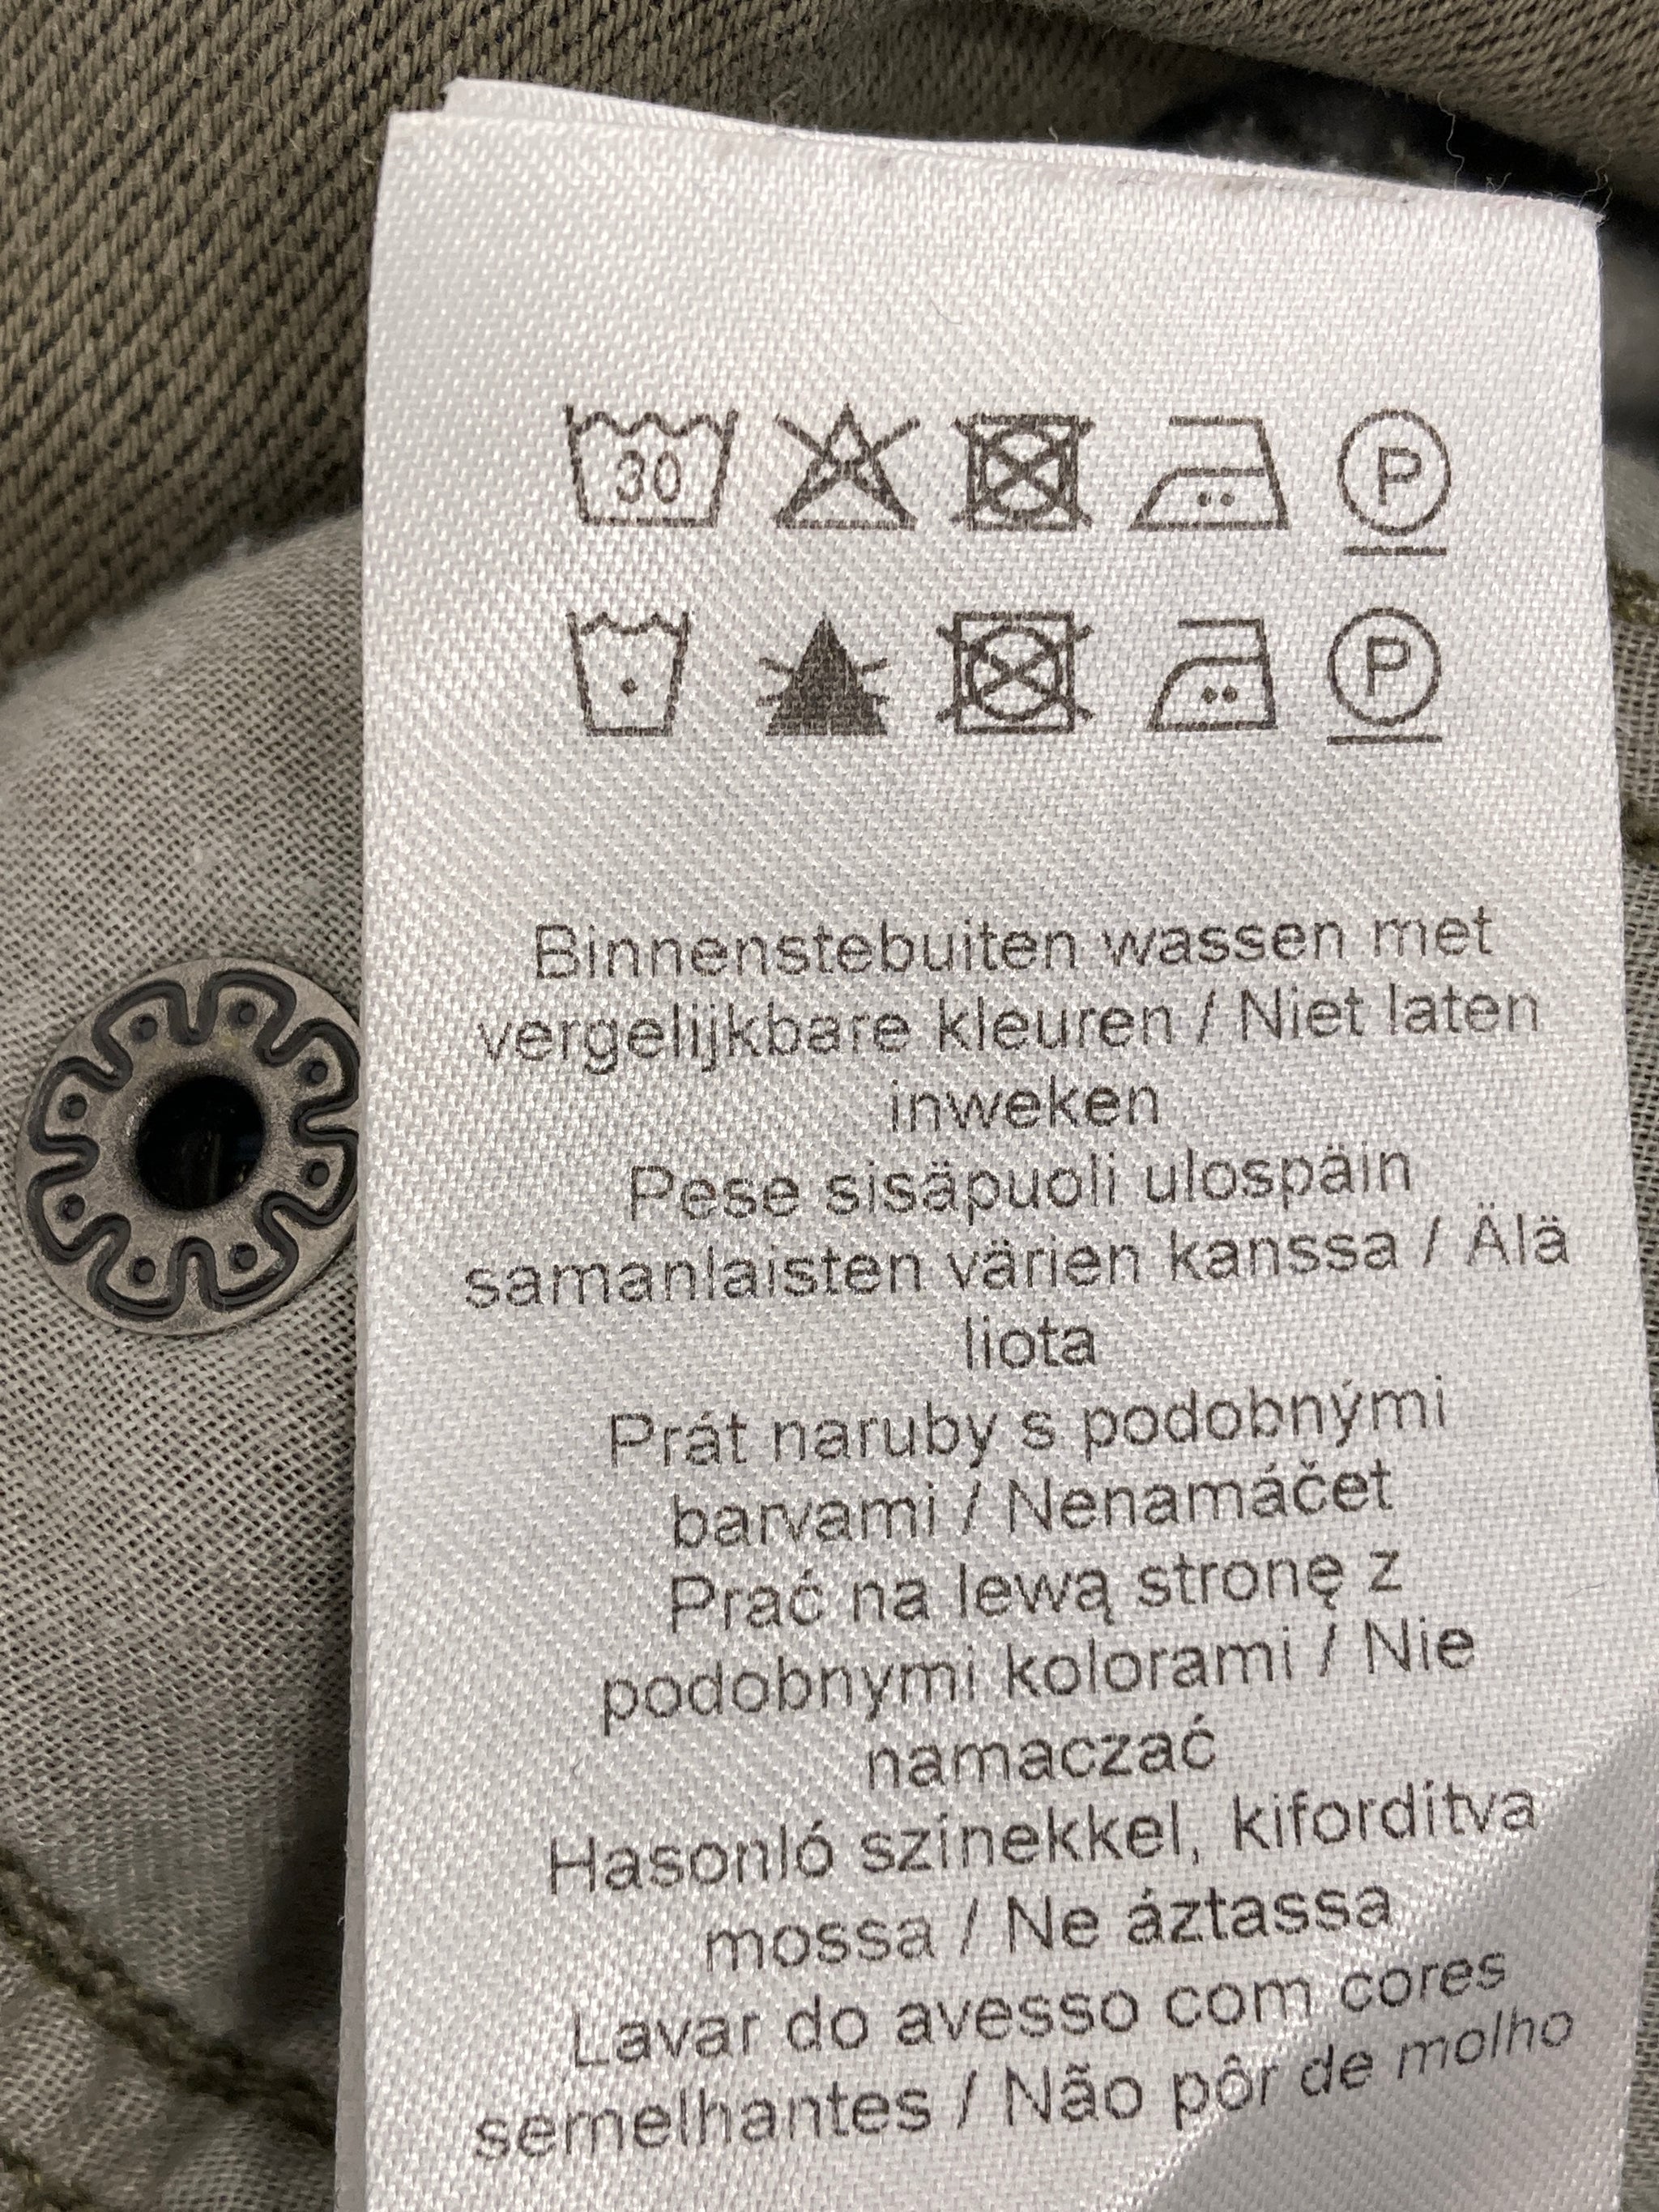 30
P
P
Binnenstebuiten wassen met
vergelijkbare kleuren / Niet laten
inweken
Pese sisäpuoli ulospäin
samanlaisten värien kanssa / Älä
liota
Prát naruby s podobnými
barvami / Nenamáčet
Prać na lewą stronę z
podobnymi kolorami / Nie
namaczać
Hasonló színekkel, kifordítva
mossa / Ne áztassa
Lavar do avesso com cores
semelhantes / Não pôr de molho